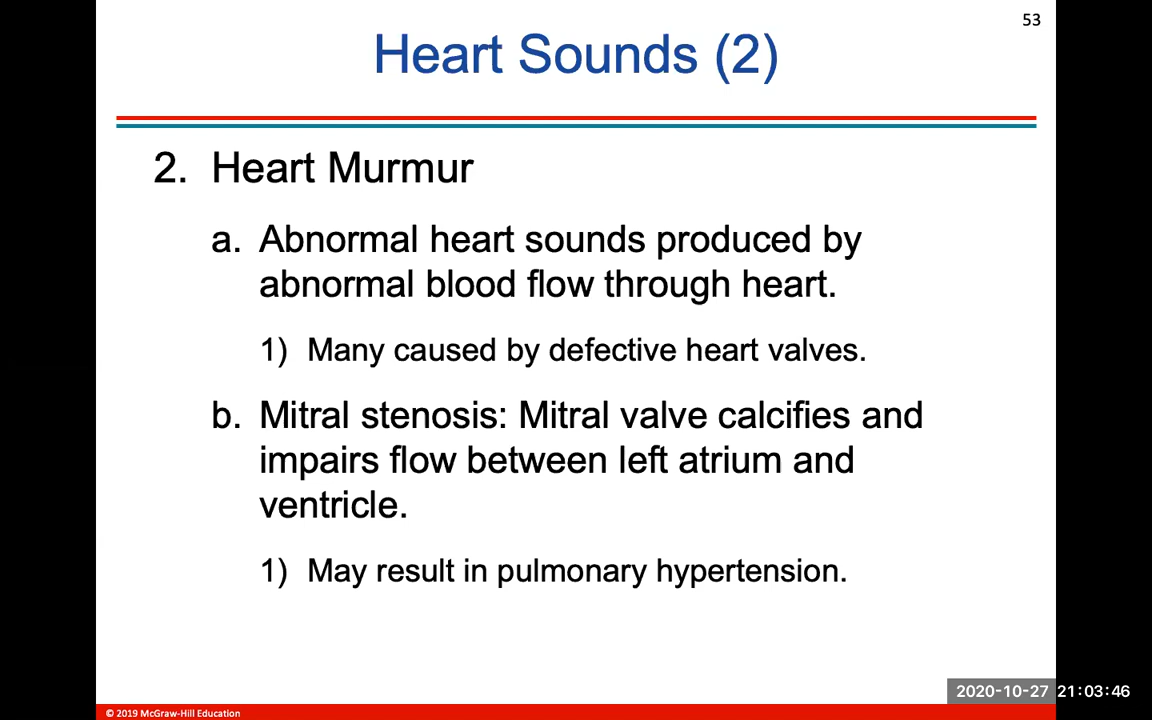 53
Heart Sounds (2)
2. Heart Murmur
a. Abnormal heart sounds produced by
abnormal blood flow through heart.
1) Many caused by defective heart valves.
b. Mitral stenosis: Mitral valve calcifies and
impairs flow between left atrium and
ventricle.
1) May result in pulmonary hypertension.
2020-10-27 21:03:46
© 2019 McGraw-Hill Education